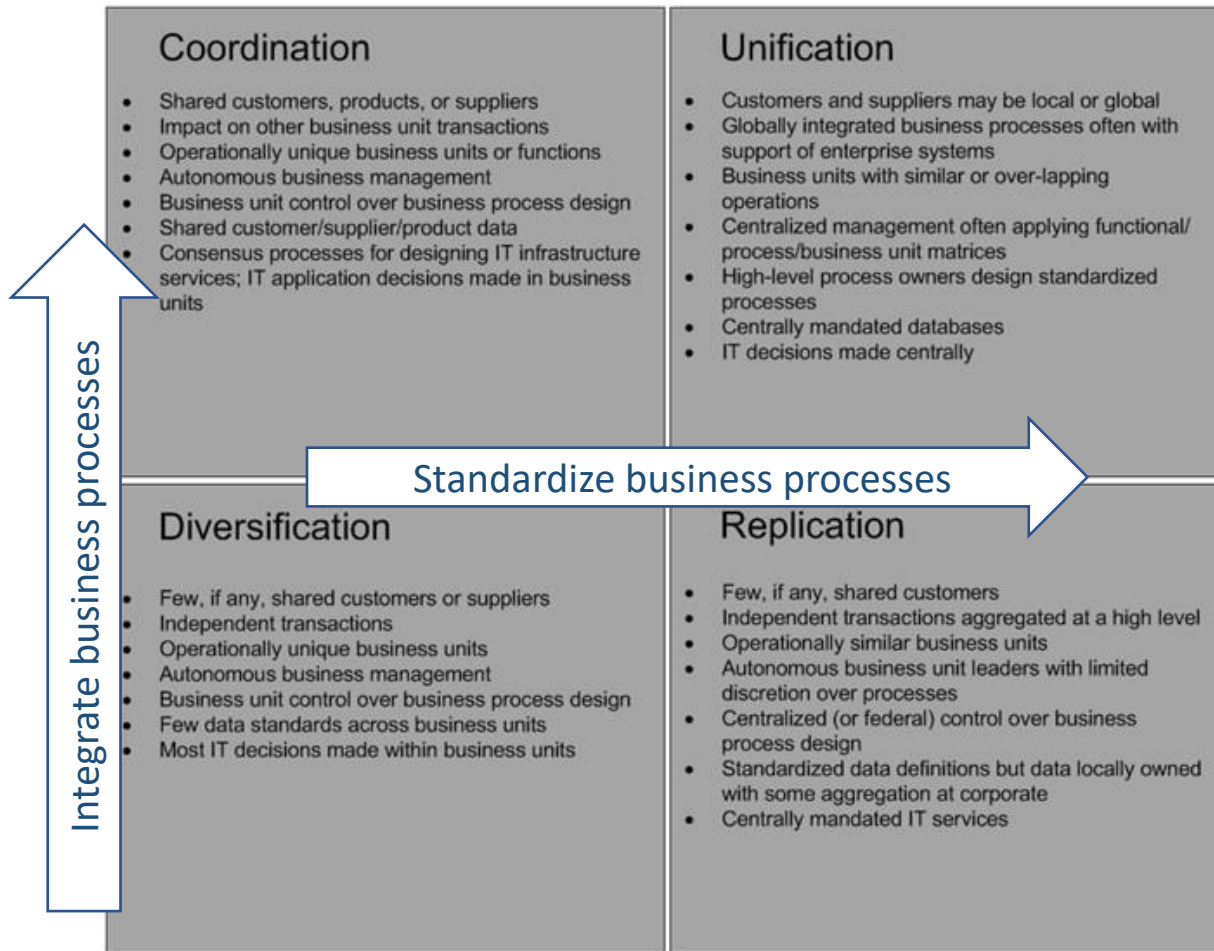 Coordination
• Shared customers, products, or suppliers
• Impact on other business unit transactions
• Operationally unique business units or functions
• Autonomous business management
• Business unit control over business process design
• Shared customer/supplier/product data
• Consensus processes for designing IT infrastructure
services; IT application decisions made in business
units
Unification
• Customers and suppliers may be local or global
• Globally integrated business processes often with
support of enterprise systems
• Business units with similar or over-lapping
operations
• Centralized management often applying functional/
process/business unit matrices
• High-level process owners design standardized
processes
• Centrally mandated databases
• IT decisions made centrally
Integrate business processes
Standardize business processes
Diversification
• Few, if any, shared customers or suppliers
• Independent transactions
• Operationally unique business units
• Autonomous business management
• Business unit control over business process design
• Few data standards across business units
• Most IT decisions made within business units
Replication
• Few, if any, shared customers
• Independent transactions aggregated at a high level
• Operationally similar business units
• Autonomous business unit leaders with limited
discretion over processes
• Centralized (or federal) control over business
process design
• Standardized data definitions but data locally owned
with some aggregation at corporate
• Centrally mandated IT services